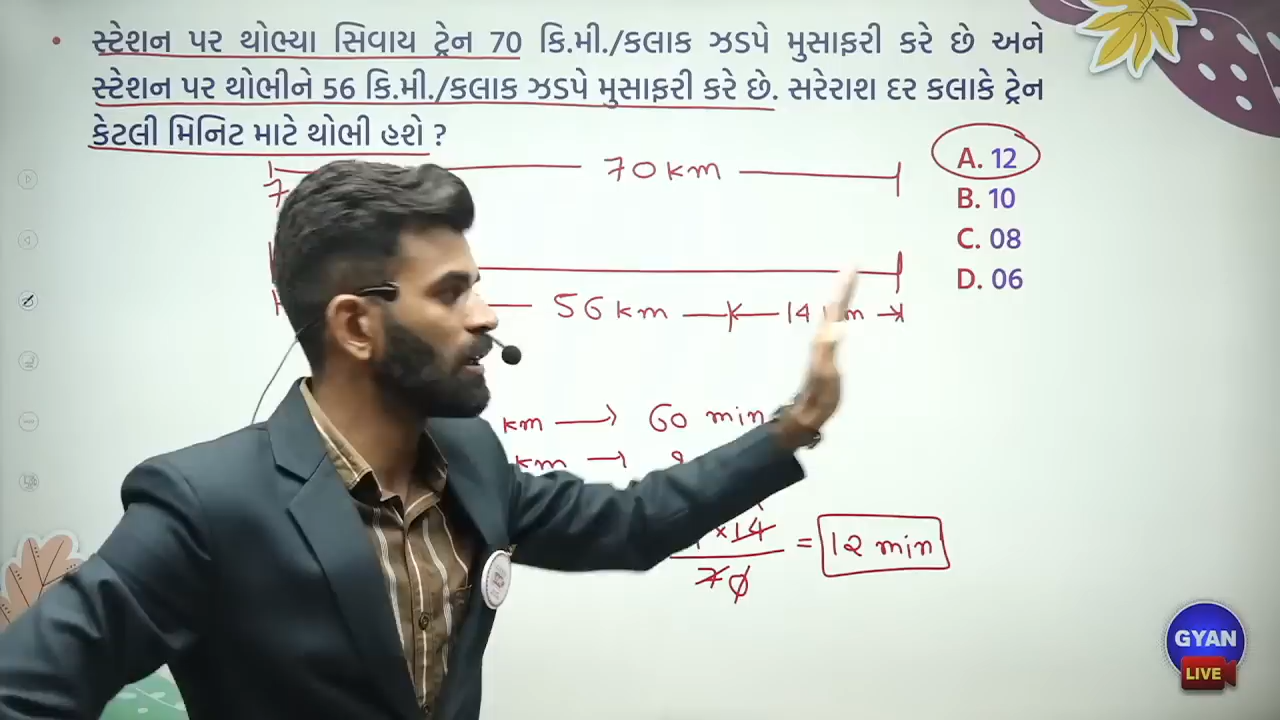 • સ્ટેશન પર થોભ્યા સિવાય ટ્રેન 70 કિ.મી./કલાક ઝડપે મુસાફરી કરે છે અને
સ્ટેશન પર થોભીને 56 કિ.મી./કલાક ઝડપે મુસાફરી કરે છે. સરેરાશ દર કલાકે ટ્રેન
કેટલી મિનિટ માટે થોભી હશે ?
A. 12
B. 10
C. 08
D. 06
70 km
7
56 km
km → 60 min
km →
×14
70
= 12 min
GYAN
LIVE